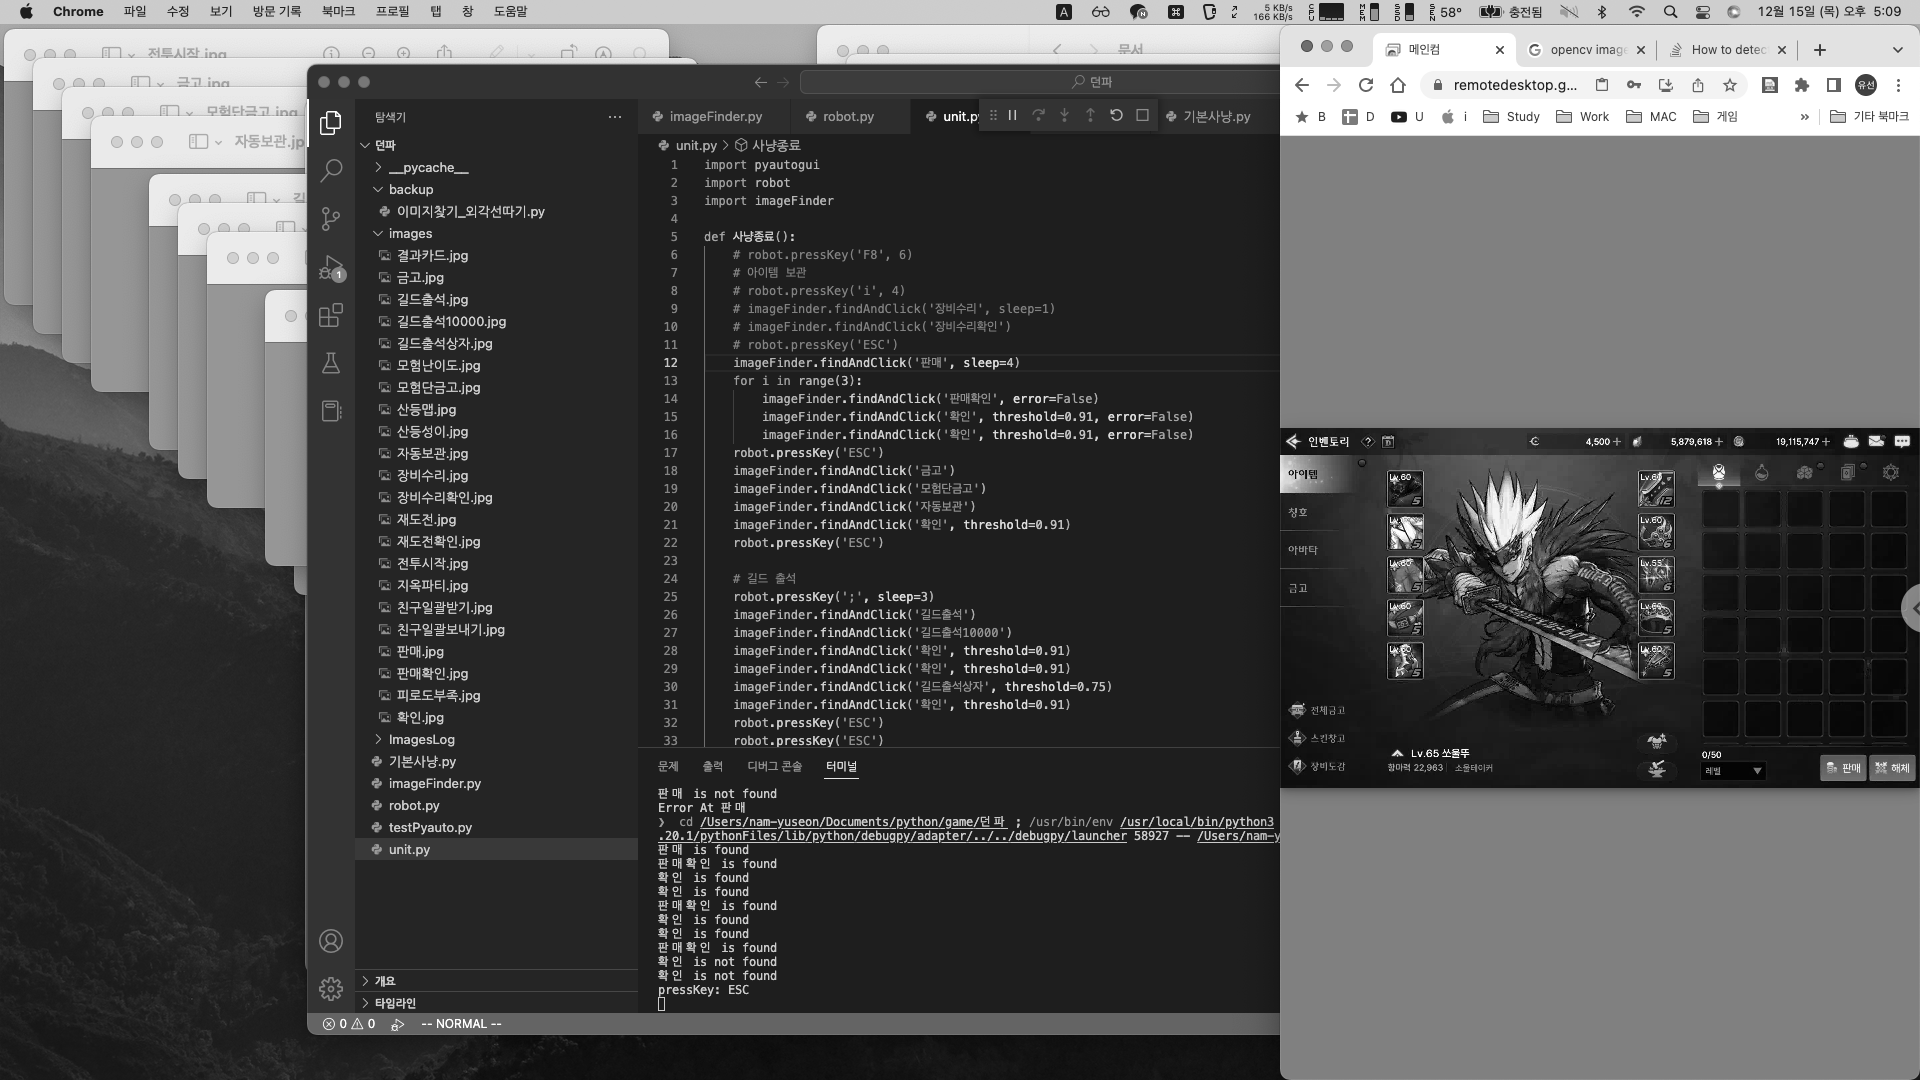 Chrome 파일 수정 보기 방문 기록 북마크 프로필 탭 창 도움말
5 KB/s
166 KB/s
58° 충전됨 12월 15일 (목) 오후 5:09
전투시작.jpg
금고.jpg
모험단금고.jpg
자동보관.jp
길
문서
던파
탐색기
던파
__pycache__
backup
이미지찾기_외각선따기.py
images
결과카드.jpg
금고.jpg
길드출석.jpg
길드출석10000.jpg
길드출석상자.jpg
모험난이도.jpg
모험단금고.jpg
산등맵.jpg
산등성이.jpg
자동보관.jpg
장비수리.jpg
장비수리확인.jpg
재도전.jpg
재도전확인.jpg
전투시작.jpg
지옥파티.jpg
친구일괄받기.jpg
친구일괄보내기.jpg
판매.jpg
판매확인.jpg
피로도부족.jpg
확인.jpg
ImagesLog
기본사냥.py
imageFinder.py
robot.py
testPyauto.py
unit.py
개요
타임라인
0 0 -- NORMAL --
imageFinder.py robot.py unit.py 기본사냥.py
unit.py > 사냥종료
1 import pyautogui
2 import robot
3 import imageFinder
4
5 def 사냥종료():
6 # robot.pressKey('F8', 6)
7 # 아이템 보관
8 # robot.pressKey('i', 4)
9 # imageFinder.findAndClick('장비수리', sleep=1)
10 # imageFinder.findAndClick('장비수리확인')
11 # robot.pressKey('ESC')
12 imageFinder.findAndClick('판매', sleep=4)
13 for i in range(3):
14 imageFinder.findAndClick('판매확인', error=False)
15 imageFinder.findAndClick('확인', threshold=0.91, error=False)
16 imageFinder.findAndClick('확인', threshold=0.91, error=False)
17 robot.pressKey('ESC')
18 imageFinder.findAndClick('금고')
19 imageFinder.findAndClick('모험단금고')
20 imageFinder.findAndClick('자동보관')
21 imageFinder.findAndClick('확인', threshold=0.91)
22 robot.pressKey('ESC')
23
24 # 길드 출석
25 robot.pressKey(';', sleep=3)
26 imageFinder.findAndClick('길드출석')
27 imageFinder.findAndClick('길드출석10000')
28 imageFinder.findAndClick('확인', threshold=0.91)
29 imageFinder.findAndClick('확인', threshold=0.91)
30 imageFinder.findAndClick('길드출석상자', threshold=0.75)
31 imageFinder.findAndClick('확인', threshold=0.91)
32 robot.pressKey('ESC')
33 robot.pressKey('ESC')
문제 출력 디버그 콘솔 터미널
판매 is not found
Error At 판매
❯ cd /Users/nam-yuseon/Documents/python/game/던파 ; /usr/bin/env /usr/local/bin/python3
.20.1/pythonFiles/lib/python/debugpy/adapter/../../debugpy/launcher 58927 -- /Users/nam-y
판매 is found
판매확인 is found
확인 is found
확인 is found
판매확인 is found
확인 is found
확인 is found
판매확인 is found
확인 is not found
확인 is not found
pressKey: ESC
메인컴 opencv imag How to detec
remotedesktop.g... 유선
B D U i Study Work MAC 게임 » 기타 북마크
인벤토리 4,500 + 5,879,618 + 19,115,747 +
아이템
칭호
아바타
금고
전체금고
스킨창고
장비도감
Lv.60 5
Lv.60 5
Lv.60 5
Lv.60 5
Lv.60 5
Lv.60 12
Lv.60 6
Lv.55 6
Lv.60 5
Lv.60 5
Lv.65 쏘울뚜
항마력 22,963 소울테이커
0/50
레벨 판매 해체